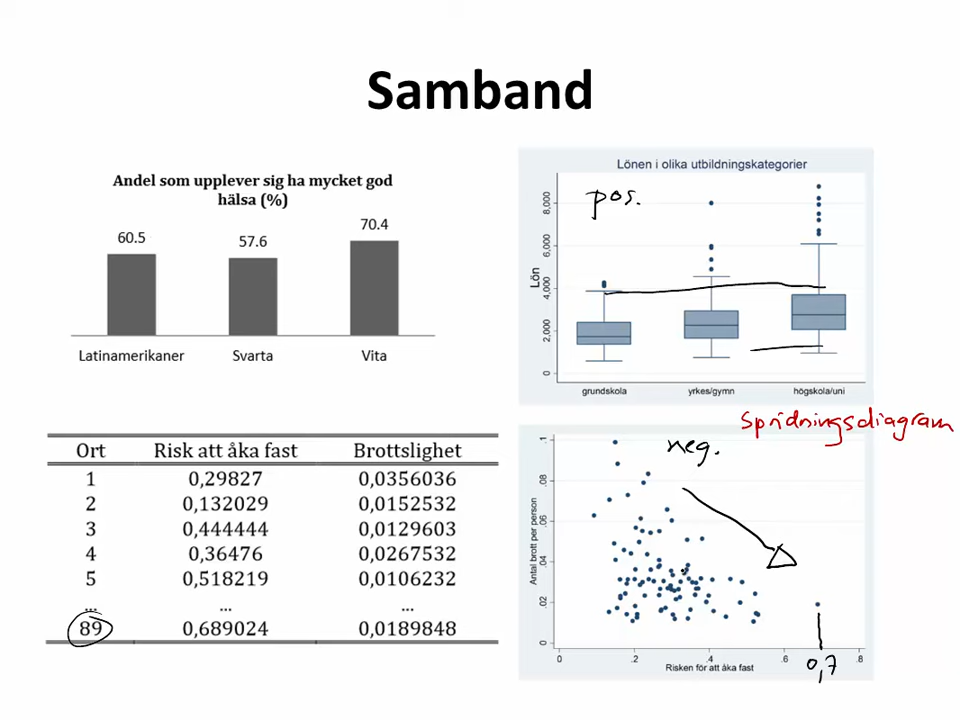 Samband
Andel som upplever sig ha mycket god
hälsa (%)
60.5
57.6
70.4
Latinamerikaner
Svarta
Vita
Ort Risk att åka fast Brottslighet
1 0,29827 0,0356036
2 0,132029 0,0152532
3 0,444444 0,0129603
4 0,36476 0,0267532
5 0,518219 0,0106232
... ... ...
89 0,689024 0,0189848
Lönen i olika utbildningskategorier
pos.
Lön
8,000
6,000
4,000
2,000
0
grundskola yrkes/gymn högskola/uni
Spridningsdiagram
neg.
Antal brott per person
.1
.08
.06
.04
.02
0
0 .2 .4 .6 .8
Risken för att åka fast
0,7